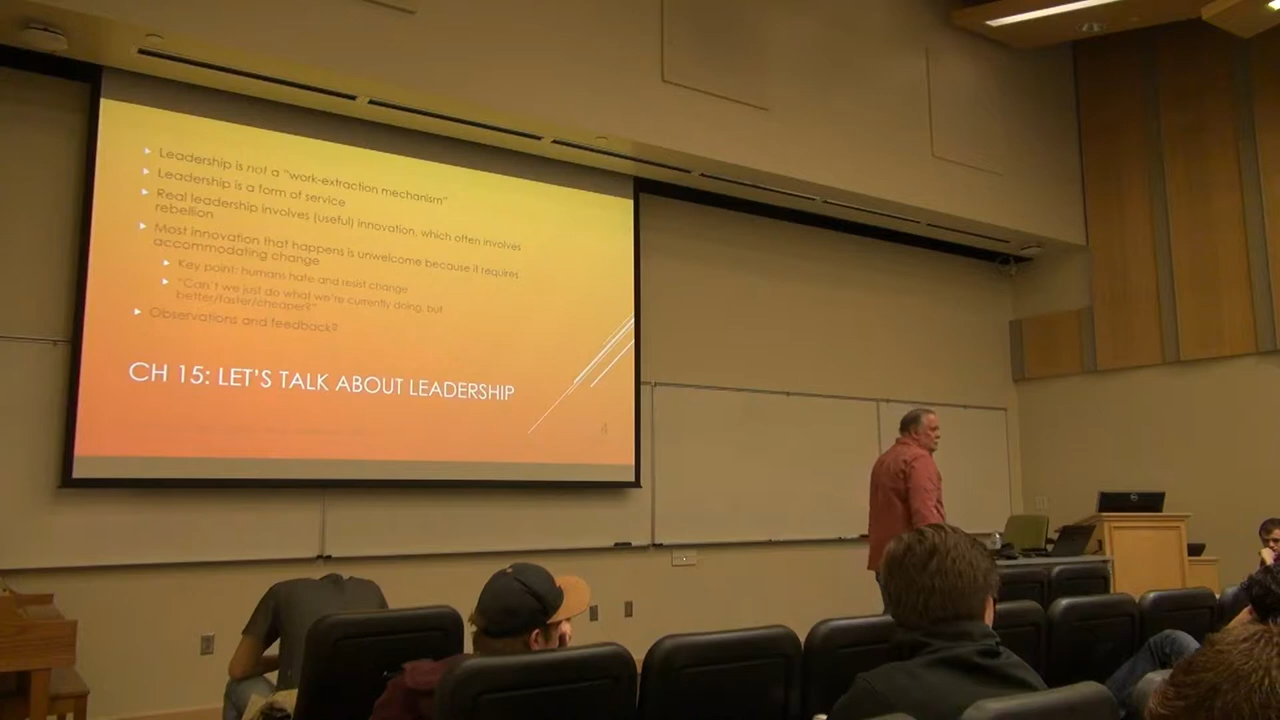 Leadership is not a "work-extraction mechanism"
Leadership is a form of service
Real leadership involves (useful) innovation, which often involves
rebellion
Most innovation that happens is unwelcome because it requires
accommodating change
Key point: humans hate and resist change
"Can't we just do what we're currently doing, but
better/faster/cheaper?"
Observations and feedback?
CH 15: LET'S TALK ABOUT LEADERSHIP
4